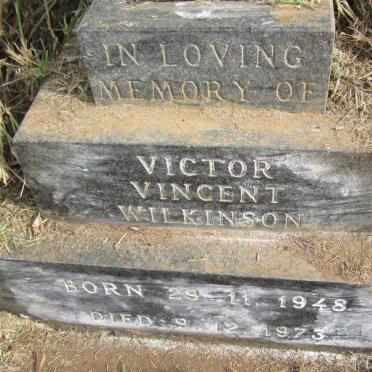 IN LOVING
MEMORY OF
VICTOR
VINCENT
WILKINSON
BORN 29. 11. 1948
DIED 9. 12. 1973